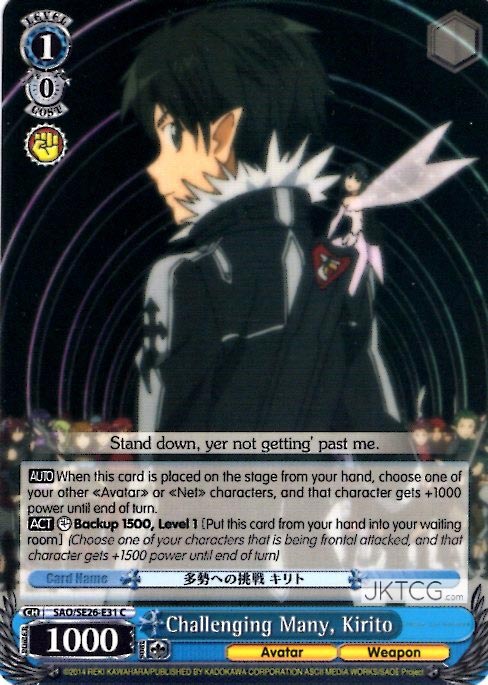 LEVEL
1
0
COST
Stand down, yer not getting' past me.
AUTO When this card is placed on the stage from your hand, choose one of
your other «Avatar» or «Net» characters, and that character gets +1000
power until end of turn.
ACT Backup 1500, Level 1 [Put this card from your hand into your waiting
room] (Choose one of your characters that is being frontal attacked, and that
character gets +1500 power until end of turn)
Card Name 多勢への挑戦 キリト
JKTCG.com
CH SAO/SE26-E31 C
Challenging Many, Kirito
POWER 1000 SOUL
Avatar Weapon
©2014 REKI KAWAHARA/PUBLISHED BY KADOKAWA CORPORATION ASCII MEDIA WORKS/SAOⅡ Project